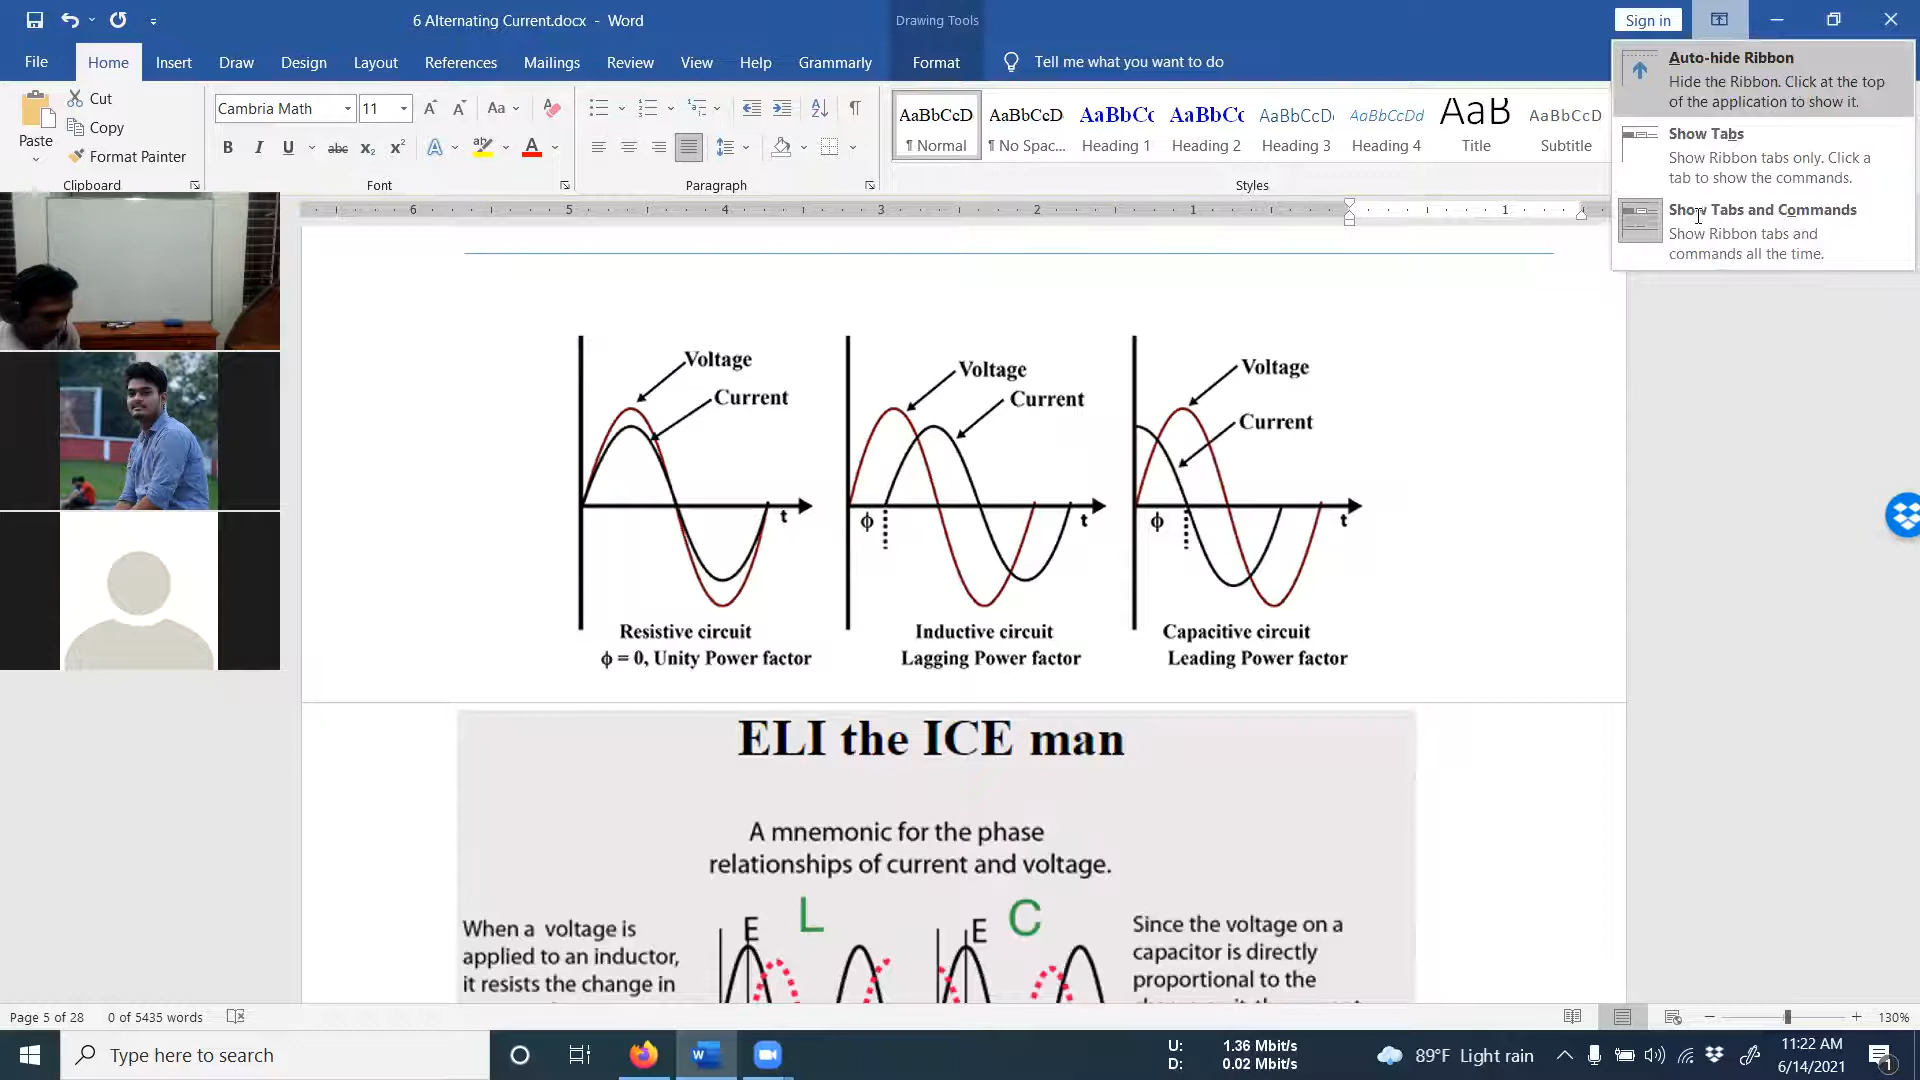 6 Alternating Current.docx - Word
Drawing Tools
Sign in
File Home Insert Draw Design Layout References Mailings Review View Help Grammarly Format Tell me what you want to do
Paste
Cut
Copy
Format Painter
Clipboard
Cambria Math 11
Font
Paragraph
AaBbCcD AaBbCcD AaBbCc AaBbCc AaBbCcD AaBbCcDd AaB AaBbCcD
¶ Normal ¶ No Spac... Heading 1 Heading 2 Heading 3 Heading 4 Title Subtitle
Styles
Auto-hide Ribbon
Hide the Ribbon. Click at the top
of the application to show it.
Show Tabs
Show Ribbon tabs only. Click a
tab to show the commands.
Show Tabs and Commands
Show Ribbon tabs and
commands all the time.
6 5 4 3 2 1 1
Voltage
Current
t
Resistive circuit
ϕ = 0, Unity Power factor
Voltage
Current
ϕ t
Inductive circuit
Lagging Power factor
Voltage
Current
ϕ t
Capacitive circuit
Leading Power factor
ELI the ICE man
A mnemonic for the phase
relationships of current and voltage.
When a voltage is
applied to an inductor,
it resists the change in
E L
E C
Since the voltage on a
capacitor is directly
proportional to the
Page 5 of 28 0 of 5435 words 130%
Type here to search
U: 1.36 Mbit/s
D: 0.02 Mbit/s
89°F Light rain
11:22 AM
6/14/2021
1